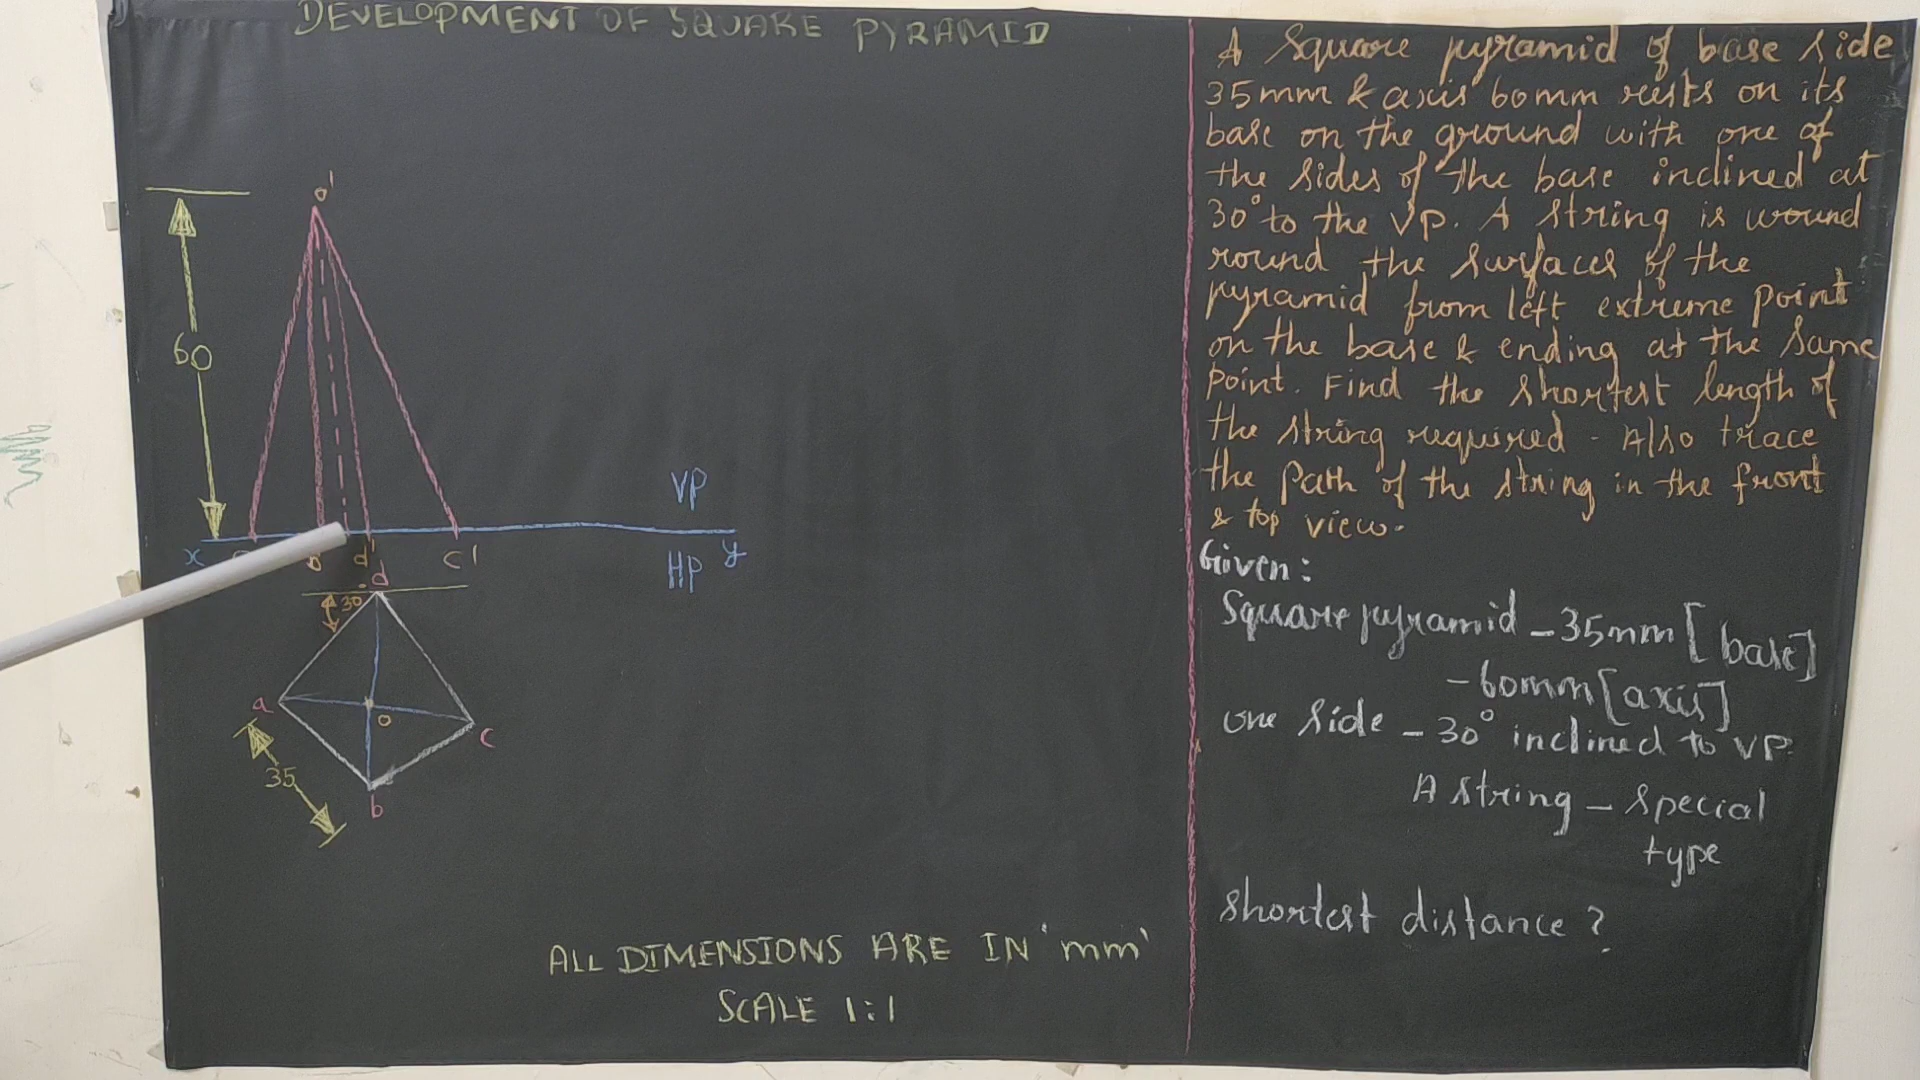 DEVELOPMENT OF SQUARE PYRAMID
o'
60
VP
x
b'
d'
c'
HP
y
d
30°
a
o
c
35
b
ALL DIMENSIONS ARE IN 'mm'
SCALE 1:1
A Square pyramid of base side
35mm & axis 60mm rests on its
base on the ground with one of
the sides of the base inclined at
30° to the VP. A string is wound
round the surfaces of the
pyramid from left extreme point
on the base & ending at the same
point. Find the shortest length of
the string required. Also trace
the path of the string in the front
& top view.
Given:
Square pyramid - 35mm [base]
- 60mm [axis]
one side - 30° inclined to VP.
A string - special
type
shortest distance?